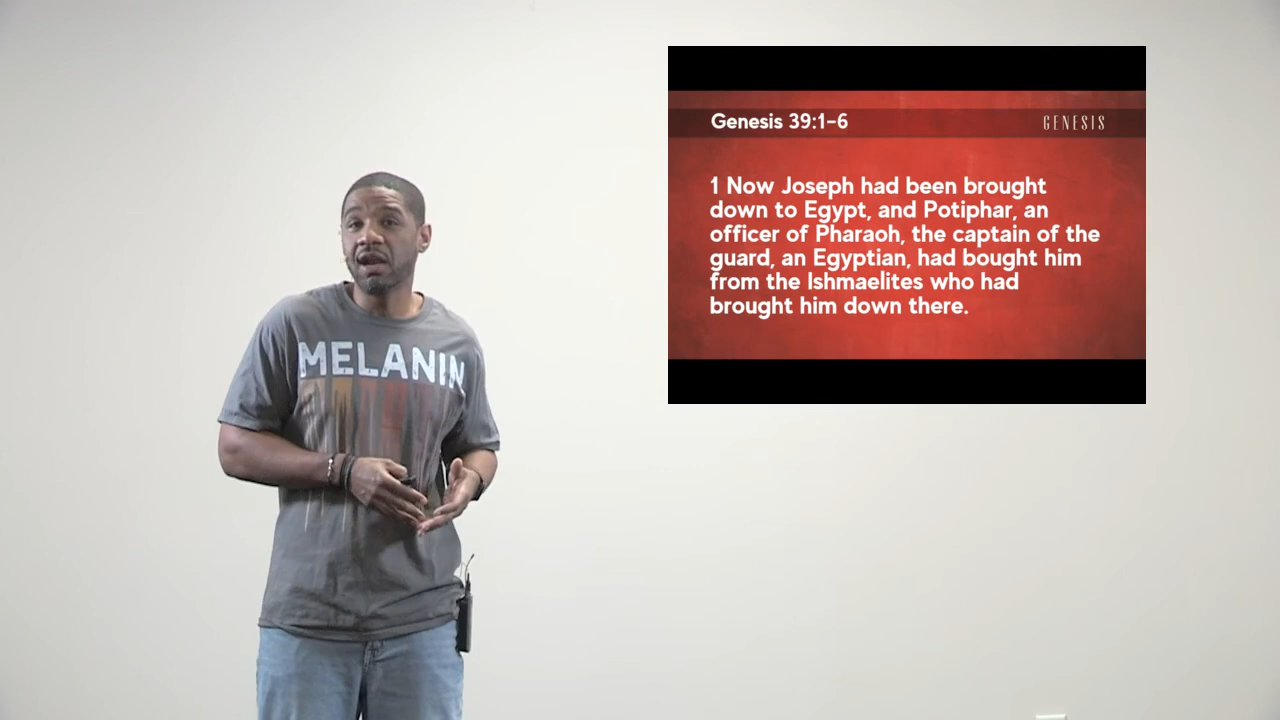 Genesis 39:1-6
GENESIS
1 Now Joseph had been brought
down to Egypt, and Potiphar, an
officer of Pharaoh, the captain of the
guard, an Egyptian, had bought him
from the Ishmaelites who had
brought him down there.
MELANIN